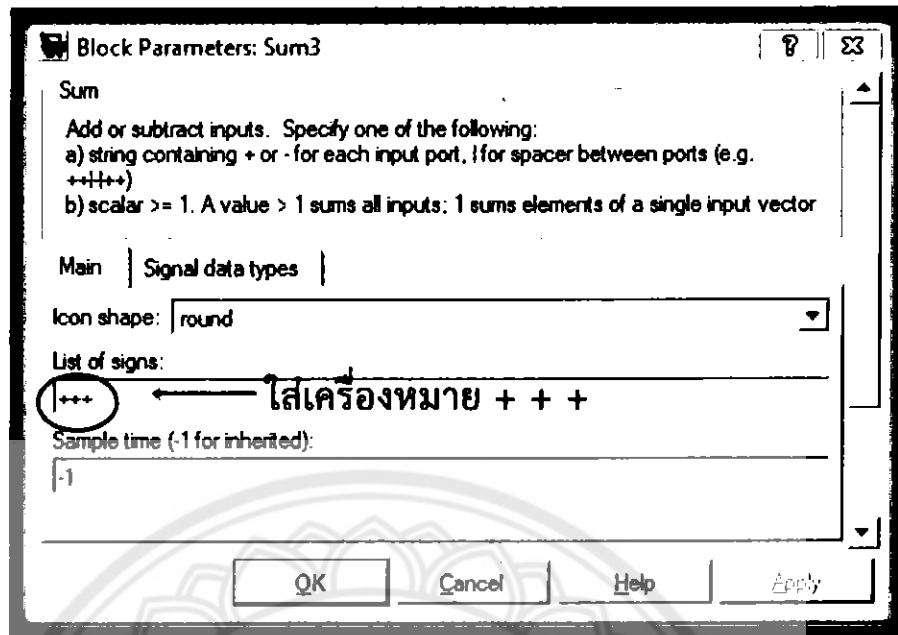 Block Parameters: Sum3
Sum
Add or subtract inputs. Specify one of the following:
a) string containing + or - for each input port, | for spacer between ports (e.g.
++|-|++)
b) scalar >= 1. A value > 1 sums all inputs; 1 sums elements of a single input vector
Main Signal data types
Icon shape: round
List of signs:
+++ ใส่เครื่องหมาย + + +
Sample time (-1 for inherited):
-1
OK Cancel Help Apply